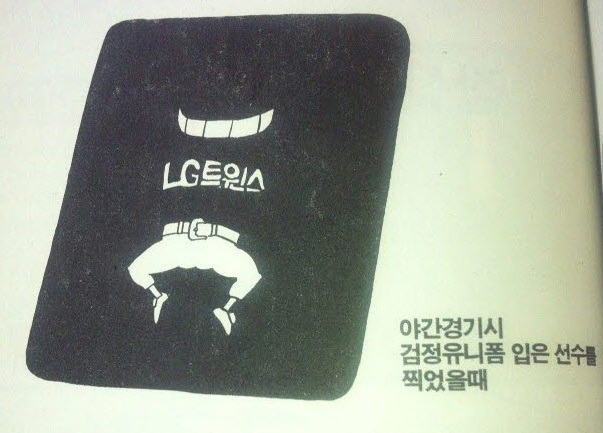 LG트윈스
야간경기시
검정유니폼 입은 선수를
찍었을때